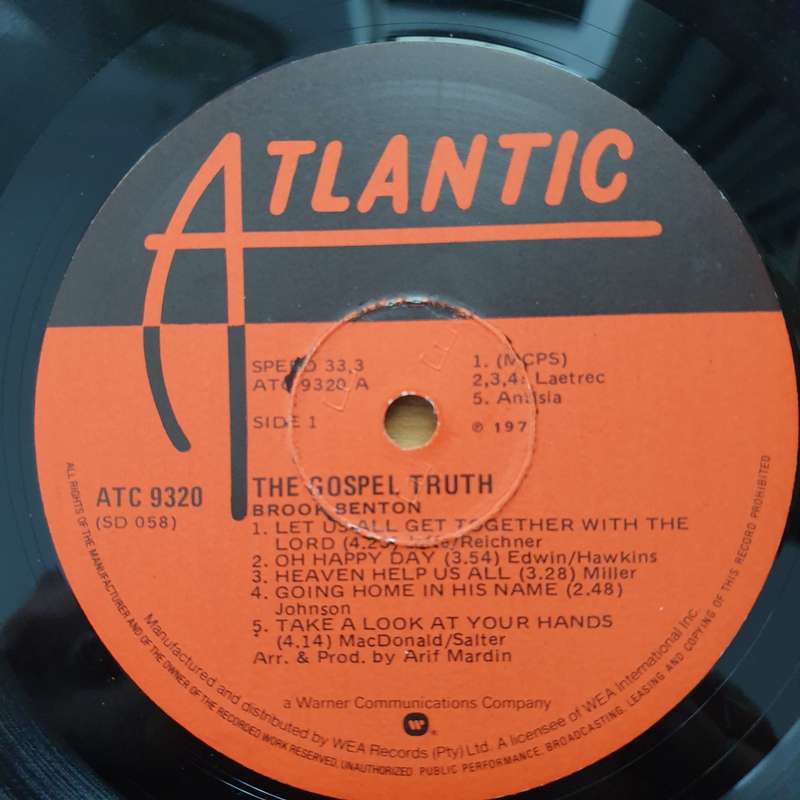 ATLANTIC
SPEED 33,3
ATC 9320 A
SIDE 1
1. (MCPS)
2,3,4, Laetrec
5.
℗ 197
ATC 9320
(SD 058)
THE GOSPEL TRUTH
BROOK BENTON
1. LET US ALL GET TOGETHER WITH THE
LORD /Reichner
2. OH HAPPY DAY (3.54) Edwin/Hawkins
3. HEAVEN HELP US ALL (3.28) Miller
4. GOING HOME IN HIS NAME (2.48)
Johnson
5. TAKE A LOOK AT YOUR HANDS
(4.14) MacDonald/Salter
Arr. & Prod. by Arif Mardin
a Warner Communications Company
Manufactured and distributed by WEA Records (Pty) Ltd. A licensee of WEA International Inc.
ALL RIGHTS OF THE MANUFACTURER AND OF THE OWNER OF THE RECORDED WORK RESERVED, UNAUTHORIZED PUBLIC PERFORMANCE, BROADCASTING, LEASING AND COPYING OF THIS RECORD PROHIBITED